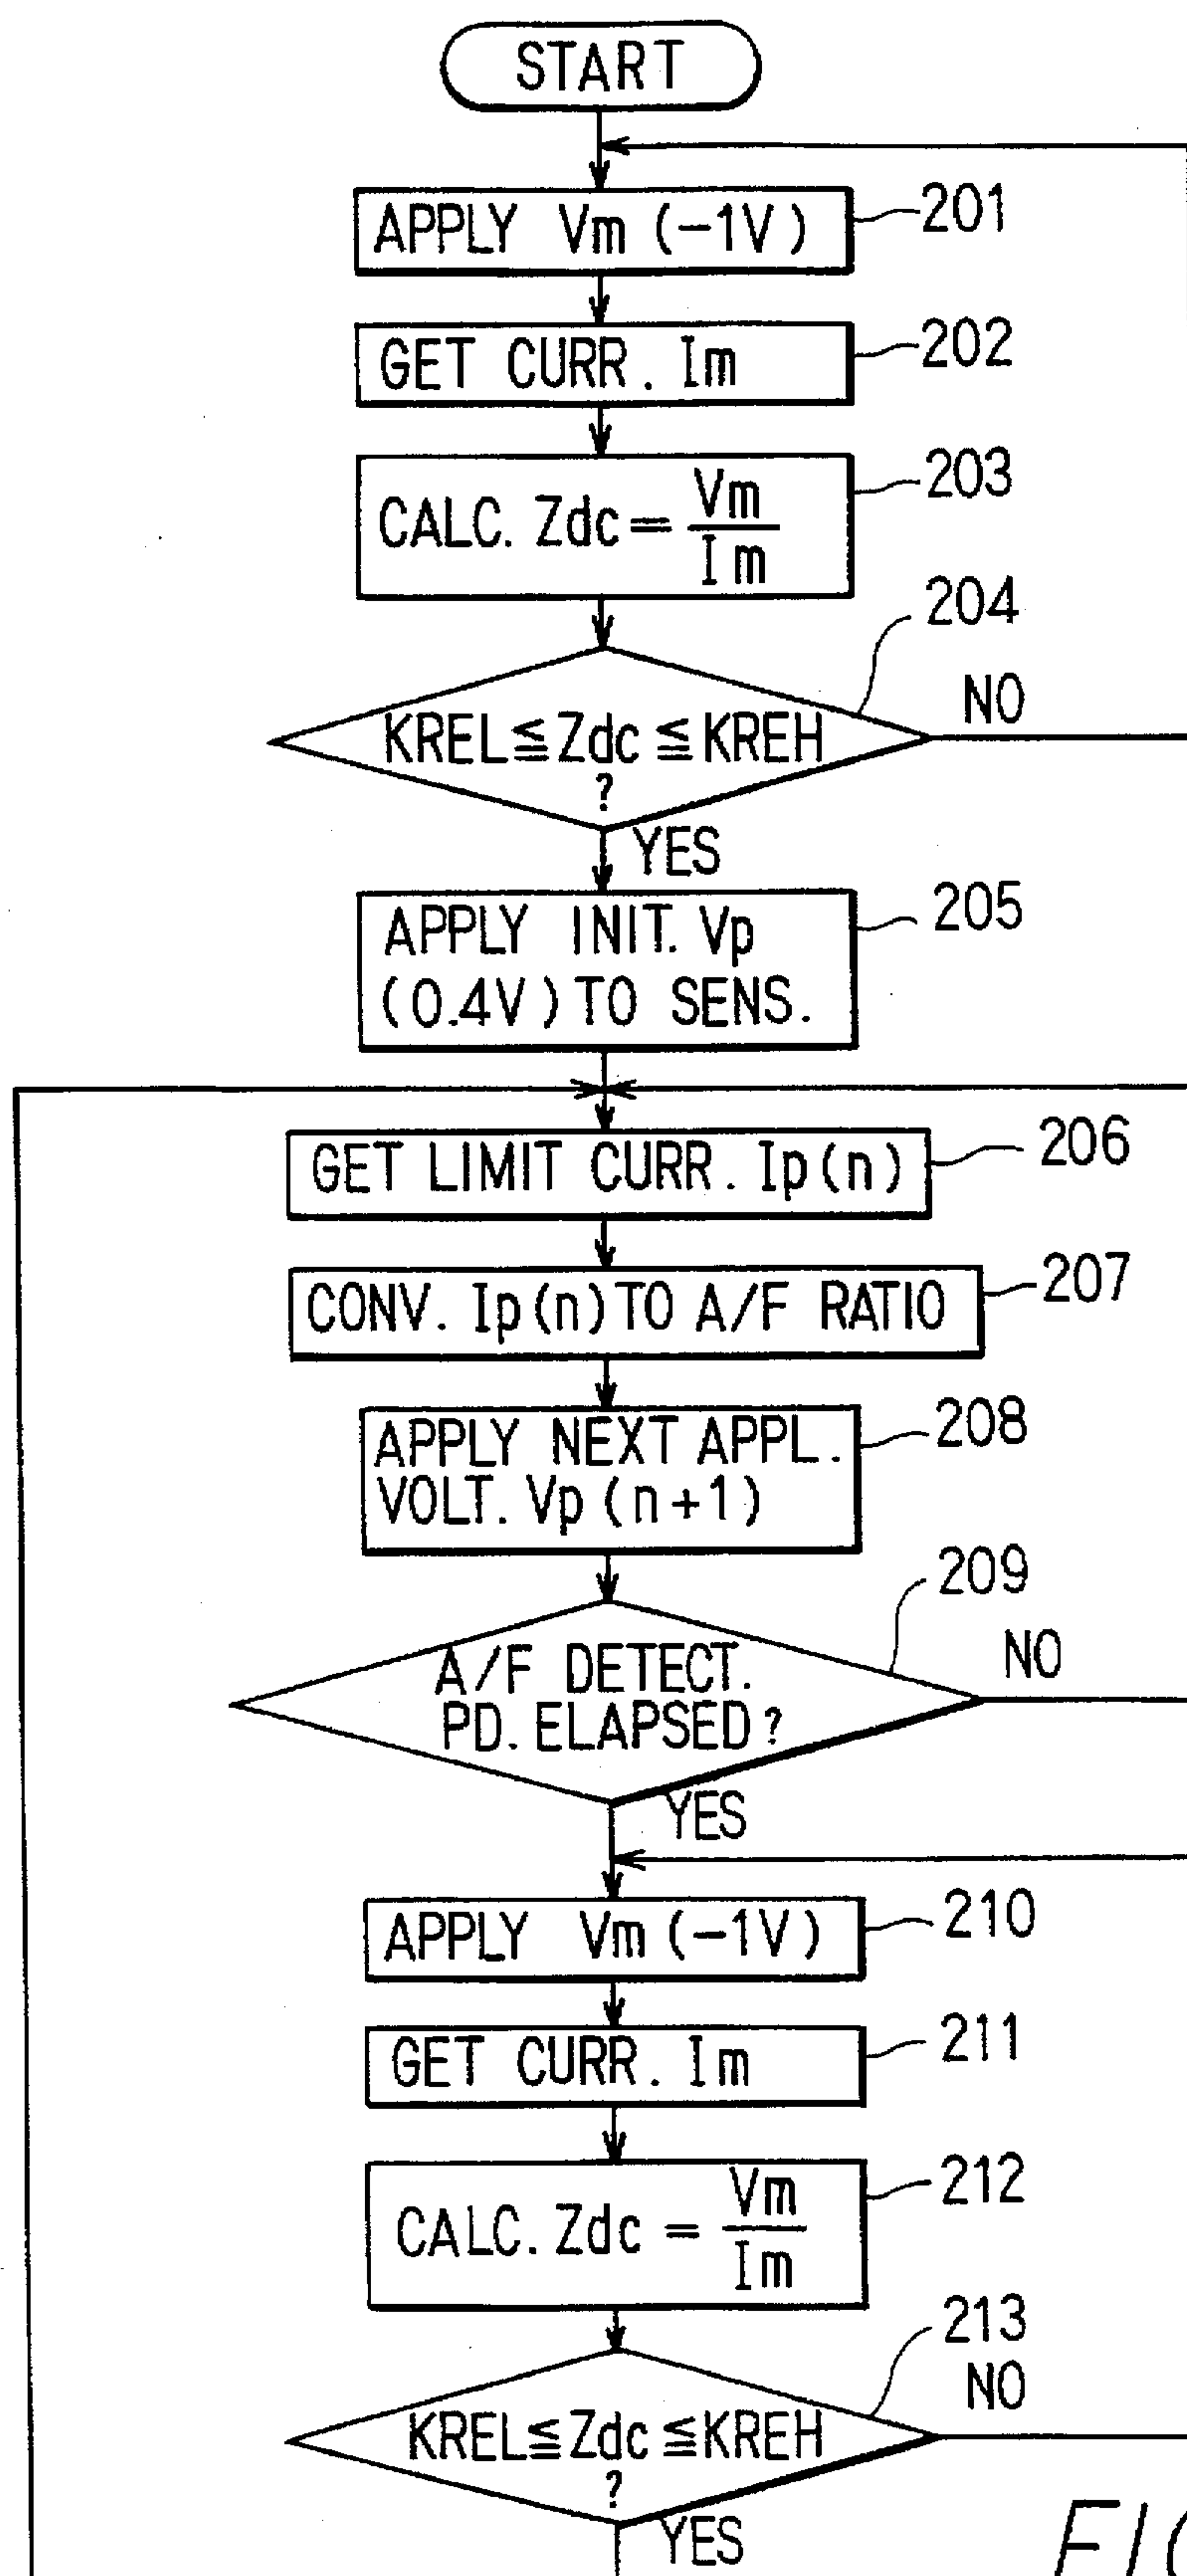 START
APPLY Vm (-1V)
201
GET CURR. Im
202
CALC. Zdc = Vm
Im
203
204
KREL≦Zdc≦KREH
?
NO
YES
APPLY INIT. Vp
(0.4V) TO SENS.
205
GET LIMIT CURR. Ip(n)
206
CONV. Ip(n) TO A/F RATIO
207
APPLY NEXT APPL.
VOLT. Vp (n+1)
208
209
A/F DETECT.
PD. ELAPSED?
NO
YES
APPLY Vm (-1V)
210
GET CURR. Im
211
CALC. Zdc = Vm
Im
212
213
KREL≦Zdc≦KREH
?
NO
YES